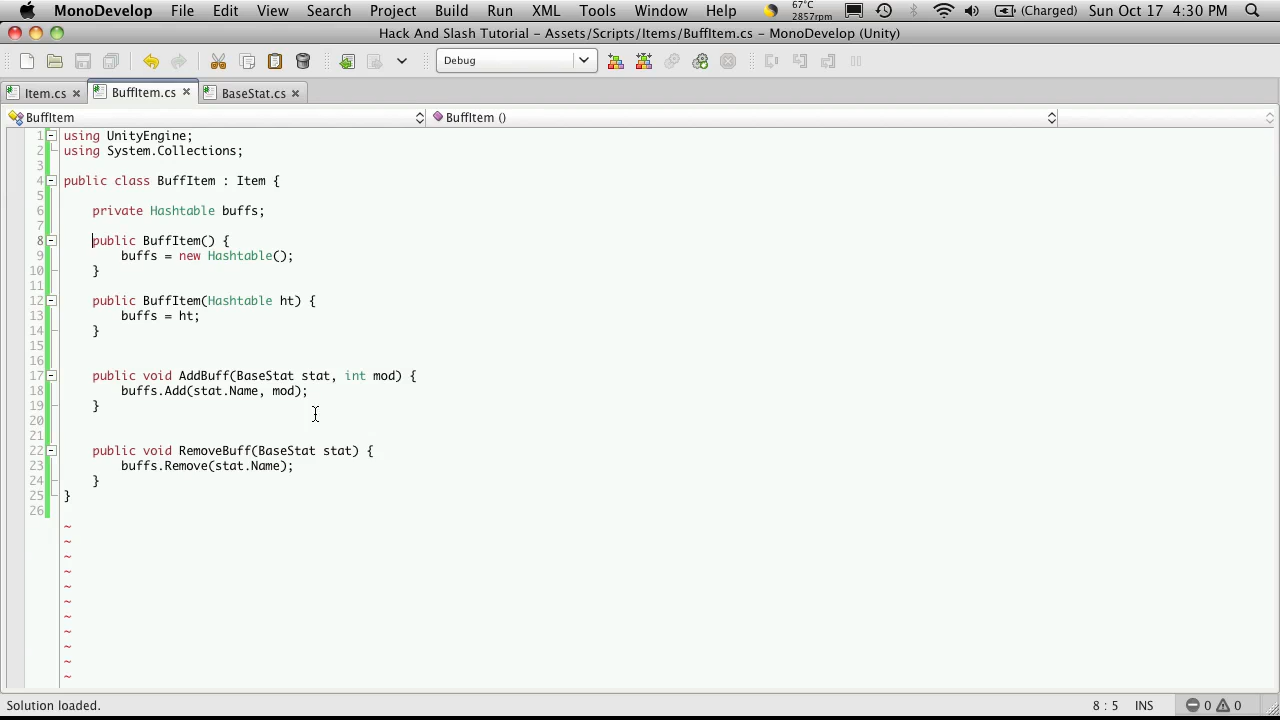 MonoDevelop File Edit View Search Project Build Run XML Tools Window Help 67°C 2857rpm (Charged) Sun Oct 17 4:30 PM
Hack And Slash Tutorial - Assets/Scripts/Items/BuffItem.cs - MonoDevelop (Unity)
Debug
Item.cs × BuffItem.cs × BaseStat.cs ×
BuffItem BuffItem ()
1 using UnityEngine;
2 using System.Collections;
3
4 public class BuffItem : Item {
5
6 private Hashtable buffs;
7
8 public BuffItem() {
9 buffs = new Hashtable();
10 }
11
12 public BuffItem(Hashtable ht) {
13 buffs = ht;
14 }
15
16
17 public void AddBuff(BaseStat stat, int mod) {
18 buffs.Add(stat.Name, mod);
19 }
20
21
22 public void RemoveBuff(BaseStat stat) {
23 buffs.Remove(stat.Name);
24 }
25 }
26
~
~
~
~
~
~
~
~
~
~
~
Solution loaded. 8 : 5 INS 0 0